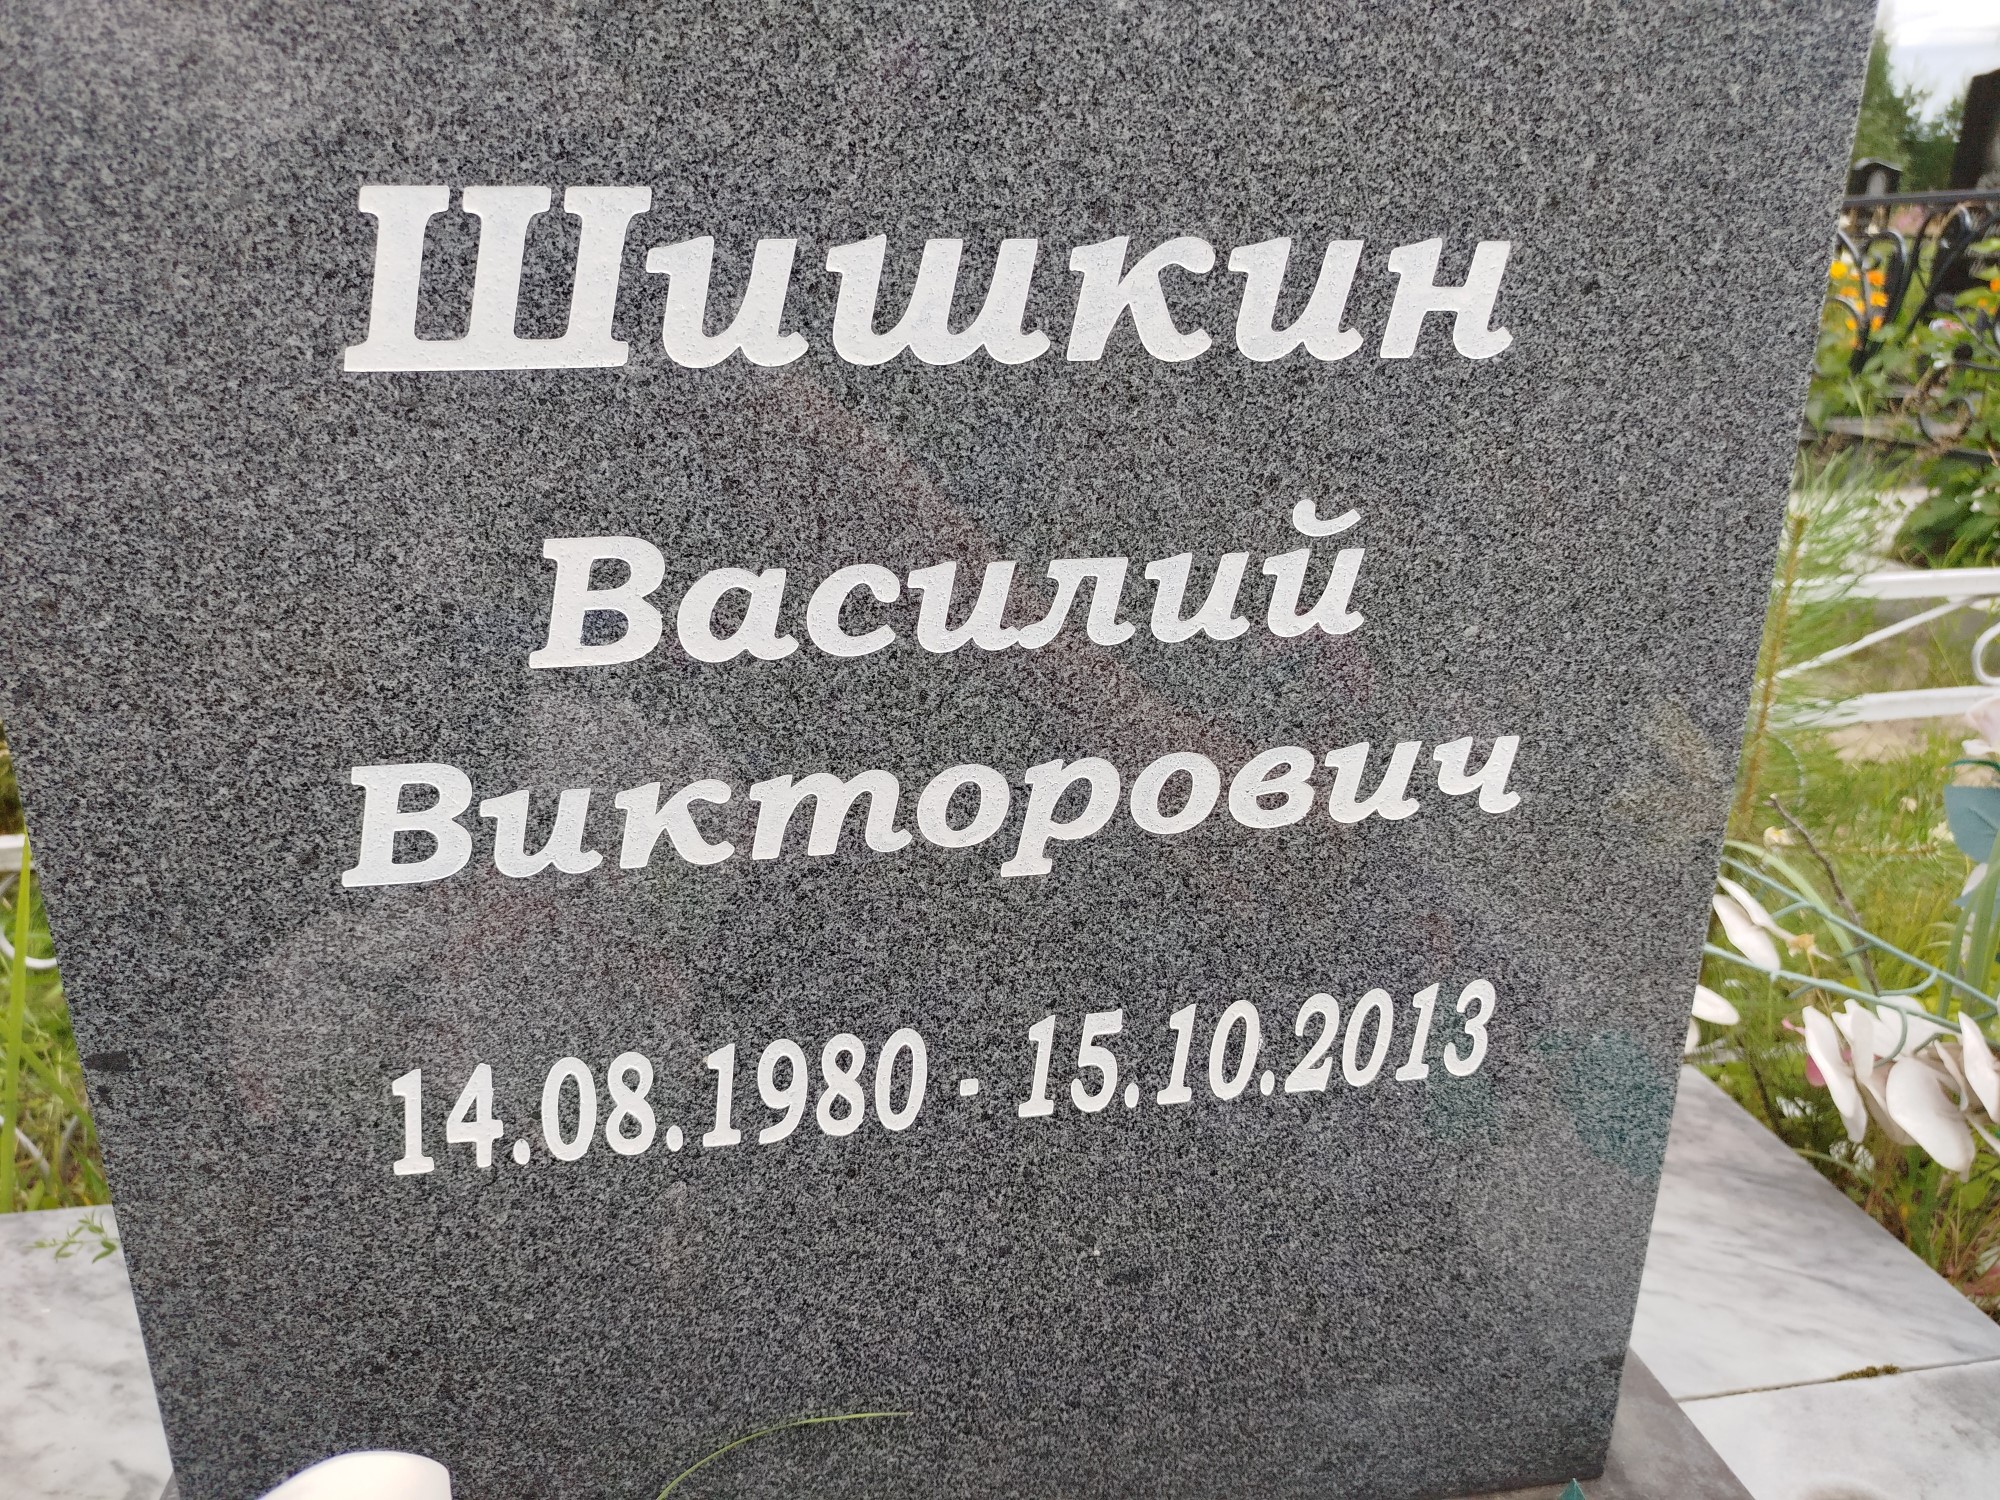 Шишкин
Василий
Викторович
14.08.1980 - 15.10.2013